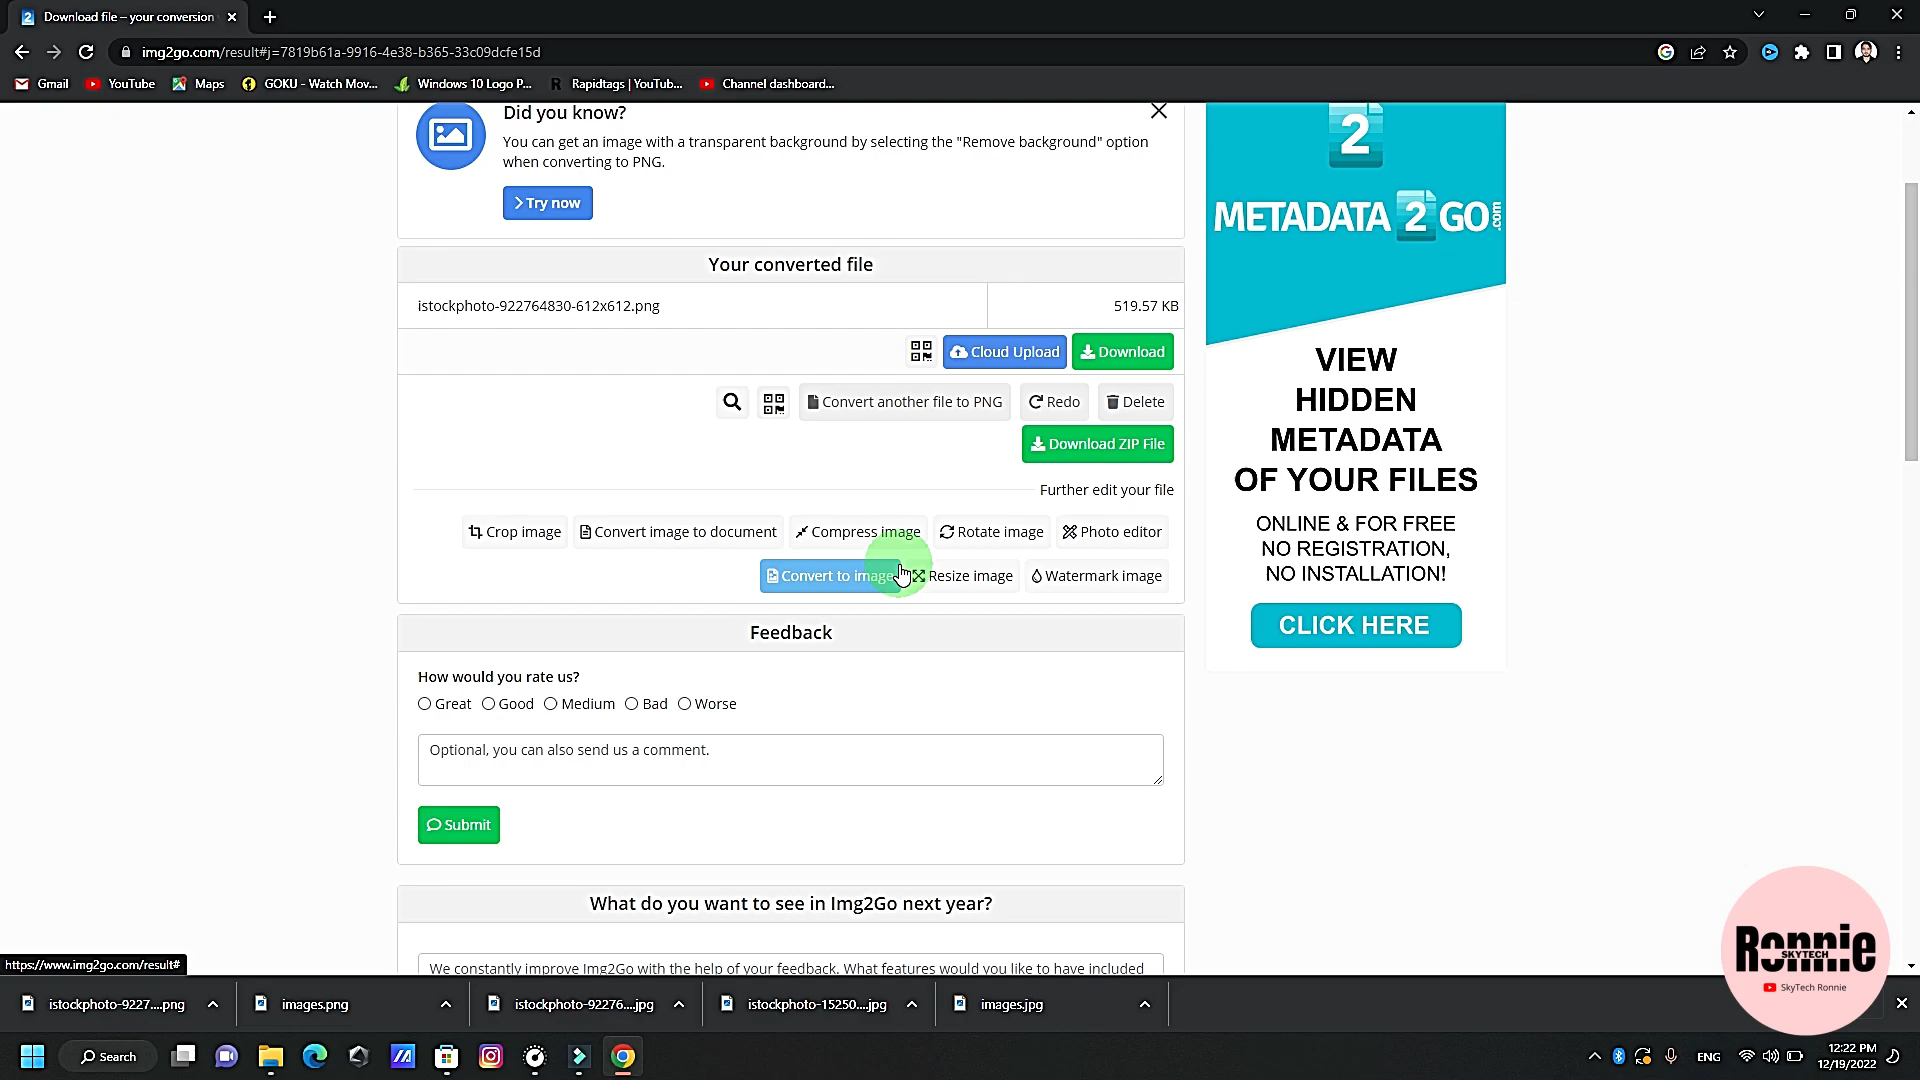 Download file – your conversion
img2go.com/result#j=7819b61a-9916-4e38-b365-33c09dcfe15d
Gmail
YouTube
Maps
GOKU - Watch Mov...
Windows 10 Logo P...
Rapidtags | YouTub...
Channel dashboard...
Did you know?
You can get an image with a transparent background by selecting the "Remove background" option
when converting to PNG.
Try now
Your converted file
istockphoto-922764830-612x612.png
519.57 KB
Cloud Upload
Download
Convert another file to PNG
Redo
Delete
Download ZIP File
Further edit your file
Crop image
Convert image to document
Compress image
Rotate image
Photo editor
Convert to image
Resize image
Watermark image
Feedback
How would you rate us?
Great
Good
Medium
Bad
Worse
Optional, you can also send us a comment.
Submit
What do you want to see in Img2Go next year?
We constantly improve Img2Go with the help of your feedback. What features would you like to have included
2
METADATA 2 GO.com
VIEW
HIDDEN
METADATA
OF YOUR FILES
ONLINE & FOR FREE
NO REGISTRATION,
NO INSTALLATION!
CLICK HERE
Ronnie
SKYTECH
SkyTech Ronnie
https://www.img2go.com/result#
istockphoto-9227....png
images.png
istockphoto-92276....jpg
istockphoto-15250....jpg
images.jpg
Search
ENG
12:22 PM
12/19/2022